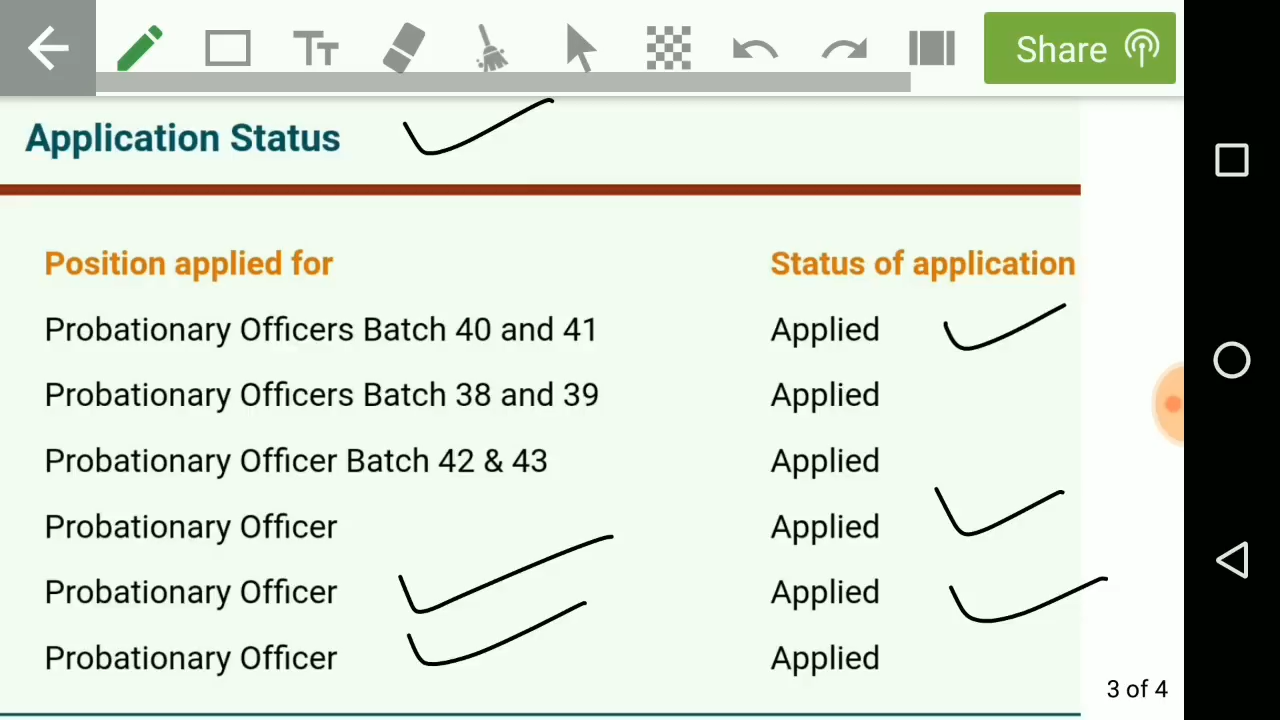 Share
Application Status
Position applied for Status of application
Probationary Officers Batch 40 and 41 Applied
Probationary Officers Batch 38 and 39 Applied
Probationary Officer Batch 42 & 43 Applied
Probationary Officer Applied
Probationary Officer Applied
Probationary Officer Applied
3 of 4